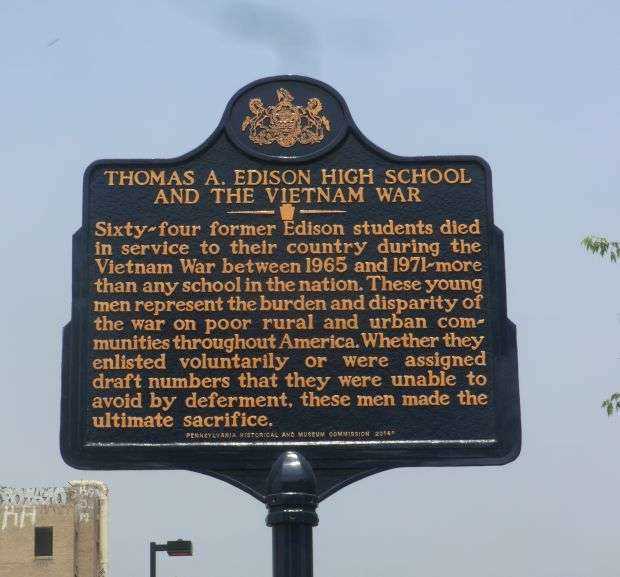 THOMAS A. EDISON HIGH SCHOOL
AND THE VIETNAM WAR
Sixty-four former Edison students died
in service to their country during the
Vietnam War between 1965 and 1971-more
than any school in the nation. These young
men represent the burden and disparity of
the war on poor rural and urban com-
munities throughout America. Whether they
enlisted voluntarily or were assigned
draft numbers that they were unable to
avoid by deferment, these men made the
ultimate sacrifice.
PENNSYLVANIA HISTORICAL AND MUSEUM COMMISSION